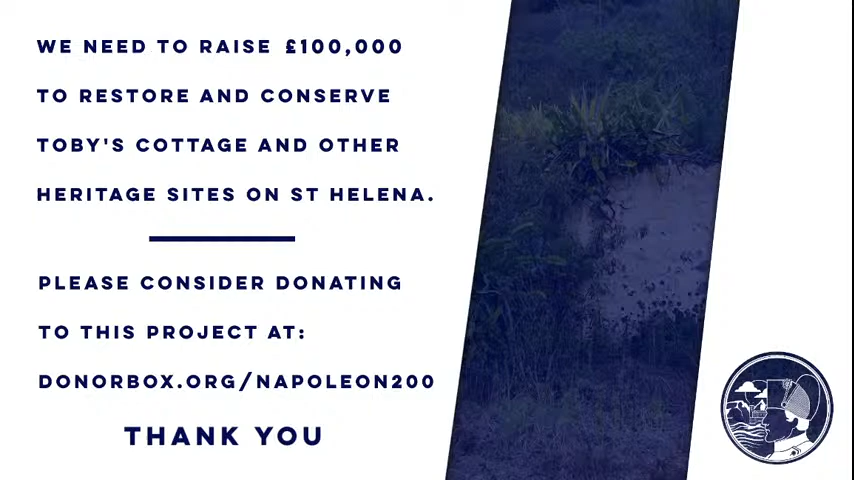 WE NEED TO RAISE £100,000
TO RESTORE AND CONSERVE
TOBY'S COTTAGE AND OTHER
HERITAGE SITES ON ST HELENA.
PLEASE CONSIDER DONATING
TO THIS PROJECT AT:
DONORBOX.ORG/NAPOLEON200
THANK YOU